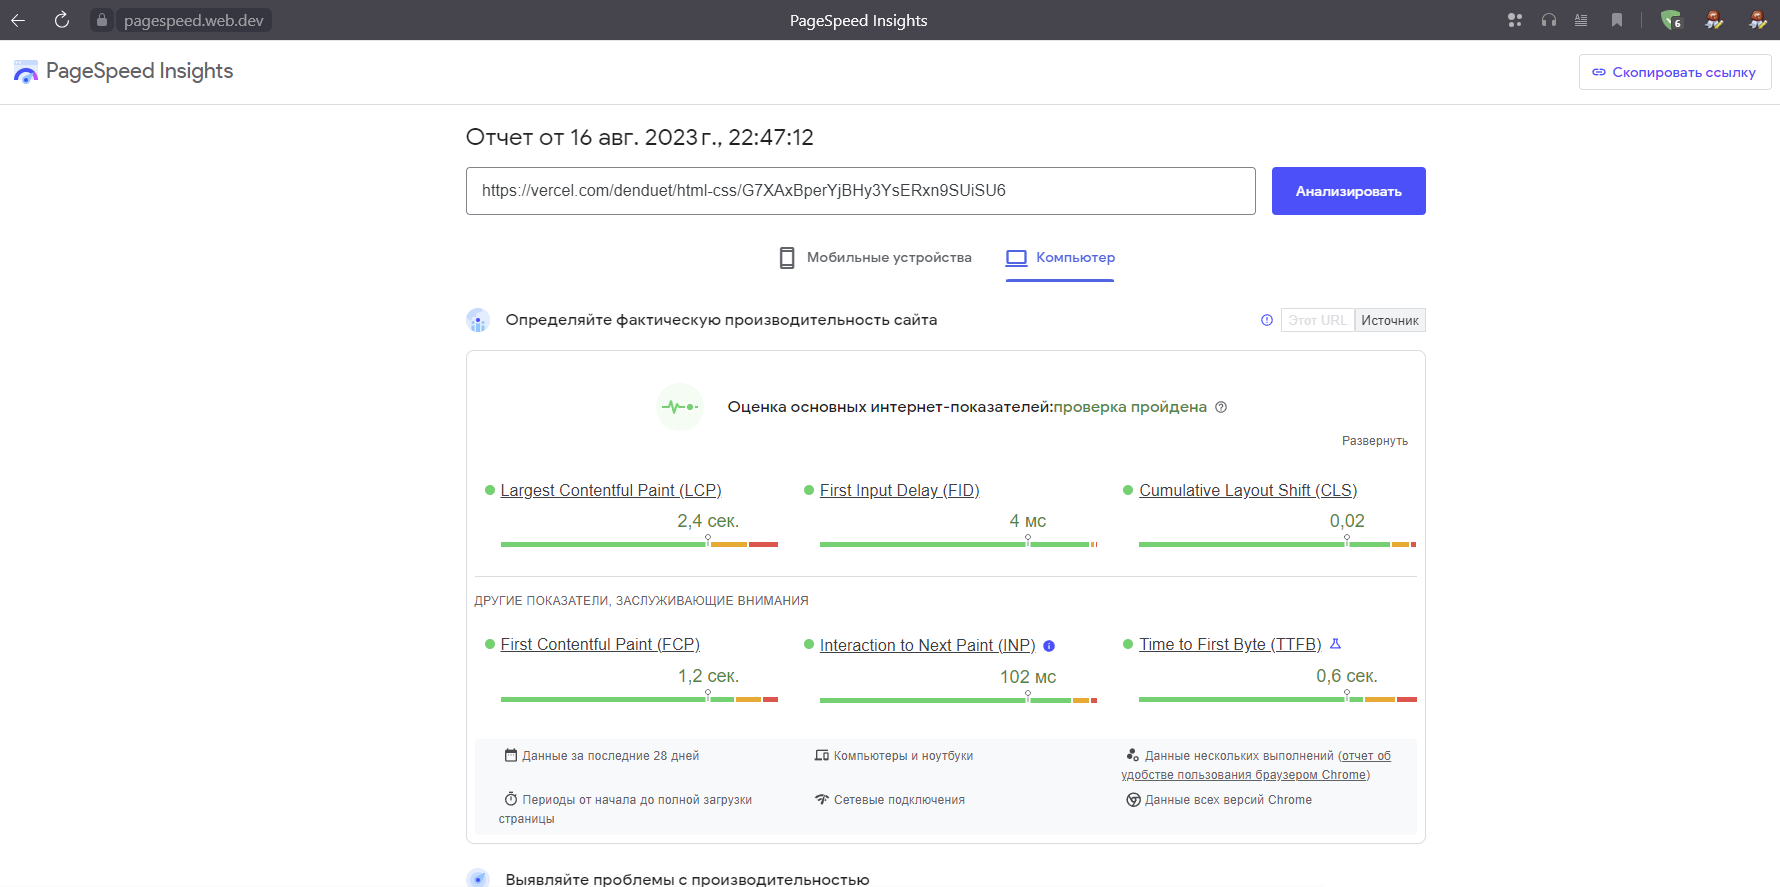 pagespeed.web.dev
PageSpeed Insights
6
PageSpeed Insights
Скопировать ссылку
Отчет от 16 авг. 2023 г., 22:47:12
https://vercel.com/denduet/html-css/G7XAxBperYjBHy3YsERxn9SUiSU6
Анализировать
Мобильные устройства
Компьютер
Определяйте фактическую производительность сайта
Этот URL
Источник
Оценка основных интернет-показателей:проверка пройдена
Развернуть
Largest Contentful Paint (LCP)
2,4 сек.
First Input Delay (FID)
4 мс
Cumulative Layout Shift (CLS)
0,02
ДРУГИЕ ПОКАЗАТЕЛИ, ЗАСЛУЖИВАЮЩИЕ ВНИМАНИЯ
First Contentful Paint (FCP)
1,2 сек.
Interaction to Next Paint (INP)
102 мс
Time to First Byte (TTFB)
0,6 сек.
Данные за последние 28 дней
Компьютеры и ноутбуки
Данные нескольких выполнений (отчет об
удобстве пользования браузером Chrome)
Периоды от начала до полной загрузки
страницы
Сетевые подключения
Данные всех версий Chrome
Выявляйте проблемы с производительностью